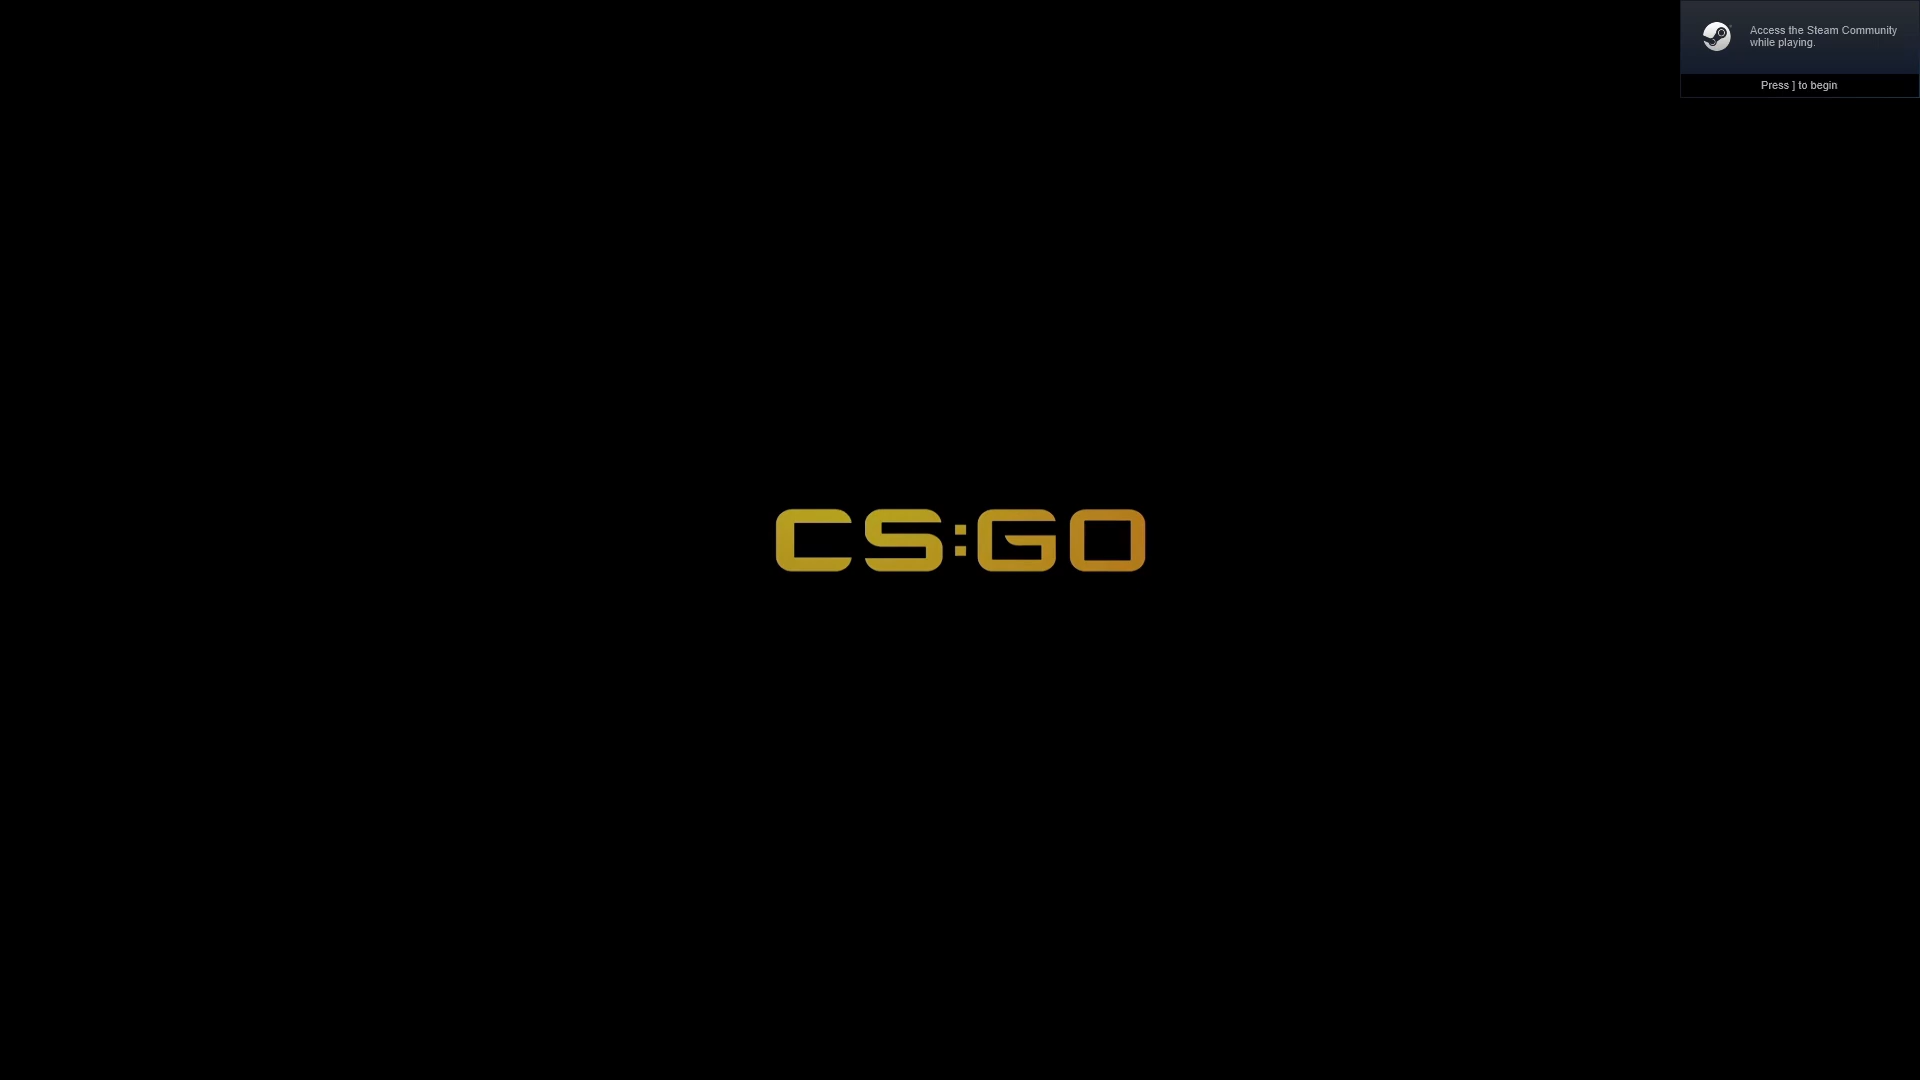 Access the Steam Community
while playing.
Press ] to begin
CS:GO